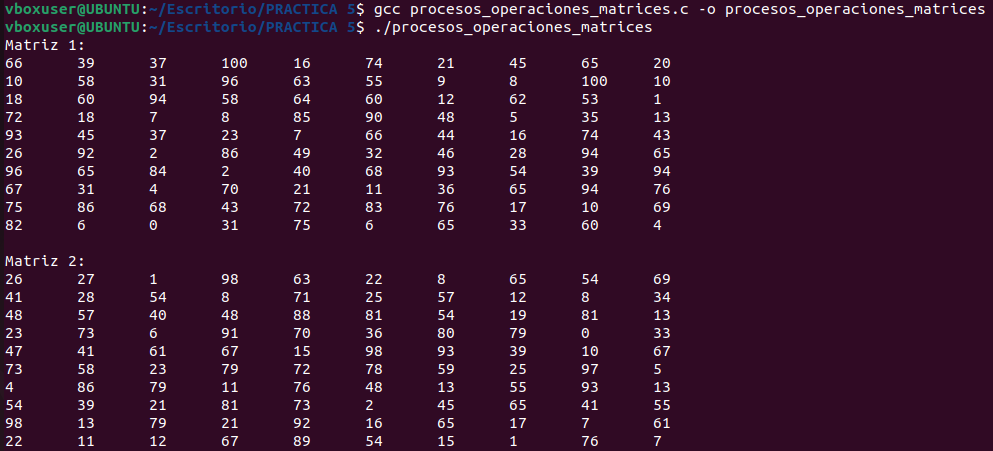 vboxuser@UBUNTU:~/Escritorio/PRACTICA 5$ gcc procesos_operaciones_matrices.c -o procesos_operaciones_matrices
vboxuser@UBUNTU:~/Escritorio/PRACTICA 5$ ./procesos_operaciones_matrices
Matriz 1:
66 39 37 100 16 74 21 45 65 20
10 58 31 96 63 55 9 8 100 10
18 60 94 58 64 60 12 62 53 1
72 18 7 8 85 90 48 5 35 13
93 45 37 23 7 66 44 16 74 43
26 92 2 86 49 32 46 28 94 65
96 65 84 2 40 68 93 54 39 94
67 31 4 70 21 11 36 65 94 76
75 86 68 43 72 83 76 17 10 69
82 6 0 31 75 6 65 33 60 4
Matriz 2:
26 27 1 98 63 22 8 65 54 69
41 28 54 8 71 25 57 12 8 34
48 57 40 48 88 81 54 19 81 13
23 73 6 91 70 36 80 79 0 33
47 41 61 67 15 98 93 39 10 67
73 58 23 79 72 78 59 25 97 5
4 86 79 11 76 48 13 55 93 13
54 39 21 81 73 2 45 65 41 55
98 13 79 21 92 16 65 17 7 61
22 11 12 67 89 54 15 1 76 7